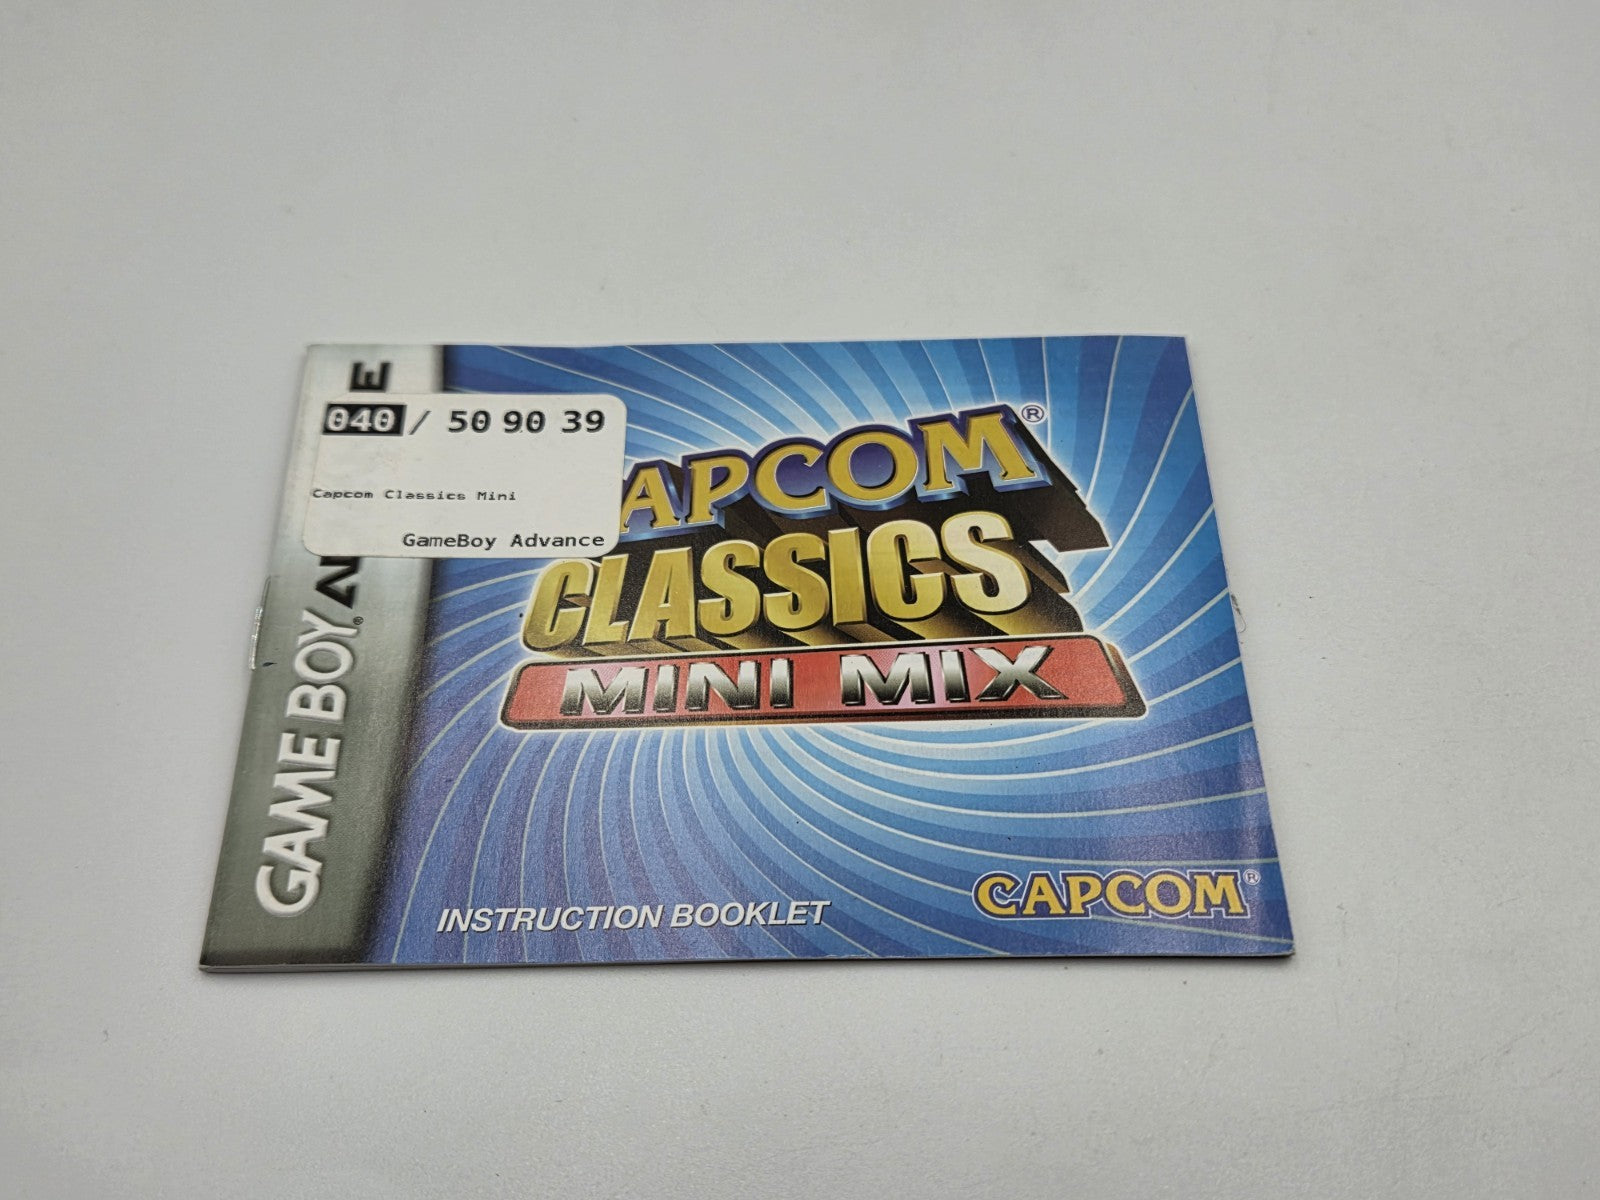 040 / 50 90 39
Capcom Classics Mini
GameBoy Advance
GAME BOY
CAPCOM®
CLASSICS
MINI MIX
INSTRUCTION BOOKLET
CAPCOM®